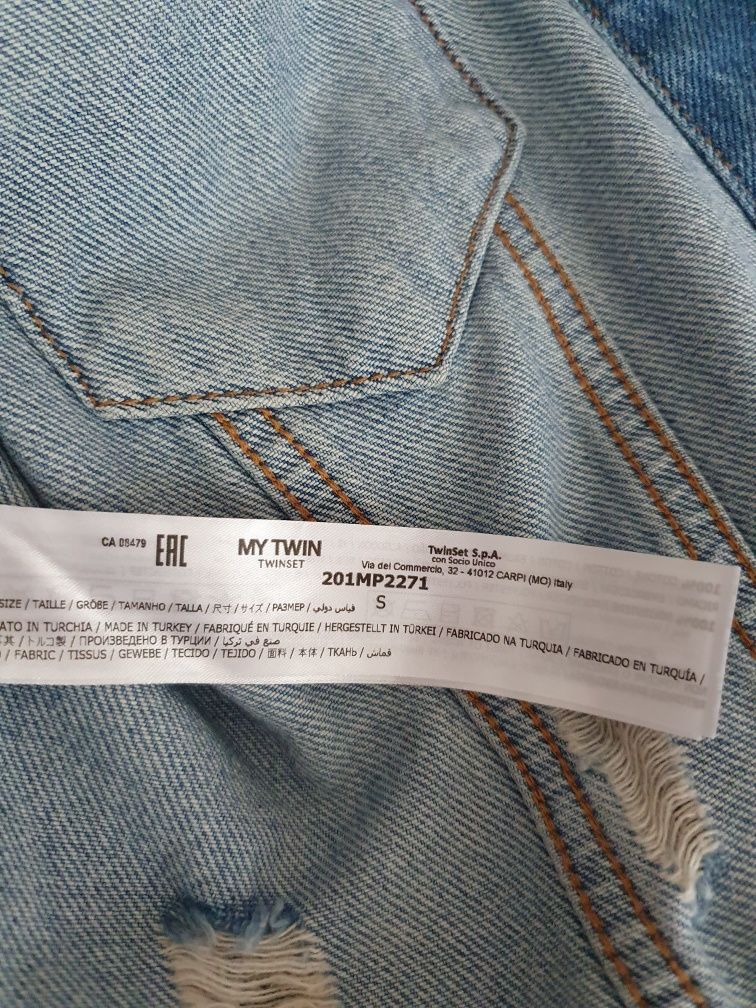 CA 08479 EAC MY TWIN
TWINSET
TwinSet S.p.A.
con Socio Unico
Via del Commercio, 32 - 41012 CARPI (MO) Italy
201MP2271
SIZE / TAILLE / GRÖBE / TAMANHO / TALLA / 尺寸 / サイズ / РАЗМЕР / قياس دولي / S
ATO IN TURCHIA / MADE IN TURKEY / FABRIQUÉ EN TURQUIE / HERGESTELLT IN TÜRKEI / FABRICADO NA TURQUIA / FABRICADO EN TURQUÍA /
其 / トルコ製 / ПРОИЗВЕДЕНО В ТУРЦИИ / صنع في تركيا
/ FABRIC / TISSUS / GEWEBE / TECIDO / TEJIDO / 面料 / 本体 / ТКАНЬ / قماش